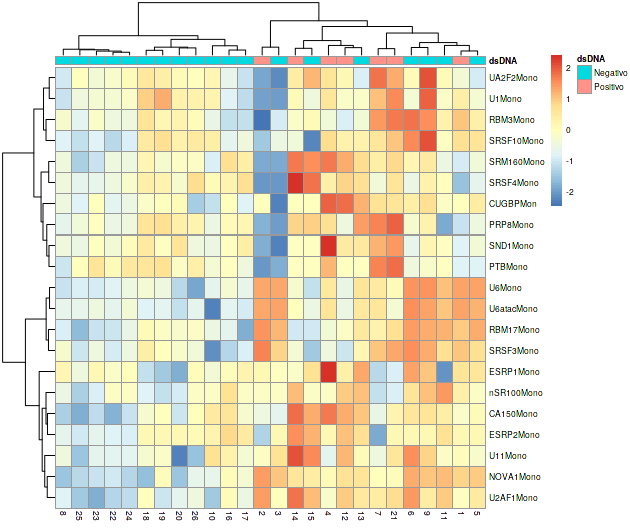 dsDNA
UA2F2Mono
U1Mono
RBM3Mono
SRSF10Mono
SRM160Mono
SRSF4Mono
CUGBPMon
PRP8Mono
SND1Mono
PTBMono
U6Mono
U6atacMono
RBM17Mono
SRSF3Mono
ESRP1Mono
nSR100Mono
CA150Mono
ESRP2Mono
U11Mono
NOVA1Mono
U2AF1Mono
8 25 23 22 24 18 19 20 26 10 16 17 2 3 14 15 4 12 13 7 21 6 9 11 1 5
2
1
0
-1
-2
dsDNA
Negativo
Positivo